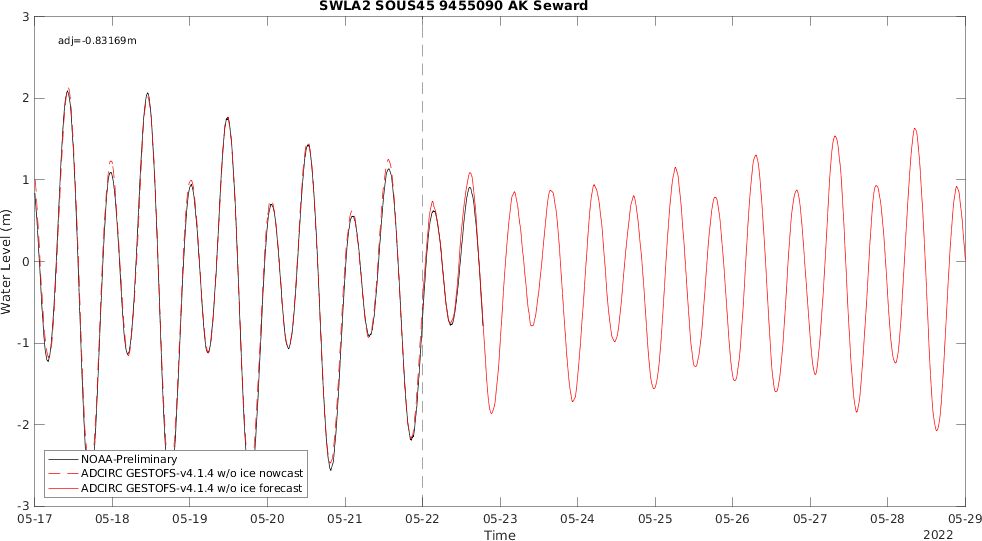 SWLA2 SOUS45 9455090 AK Seward
adj=-0.83169m
3
2
1
0
-1
-2
-3
Water Level (m)
NOAA-Preliminary
ADCIRC GESTOFS-v4.1.4 w/o ice nowcast
ADCIRC GESTOFS-v4.1.4 w/o ice forecast
05-17 05-18 05-19 05-20 05-21 05-22 05-23 05-24 05-25 05-26 05-27 05-28 05-29
Time
2022